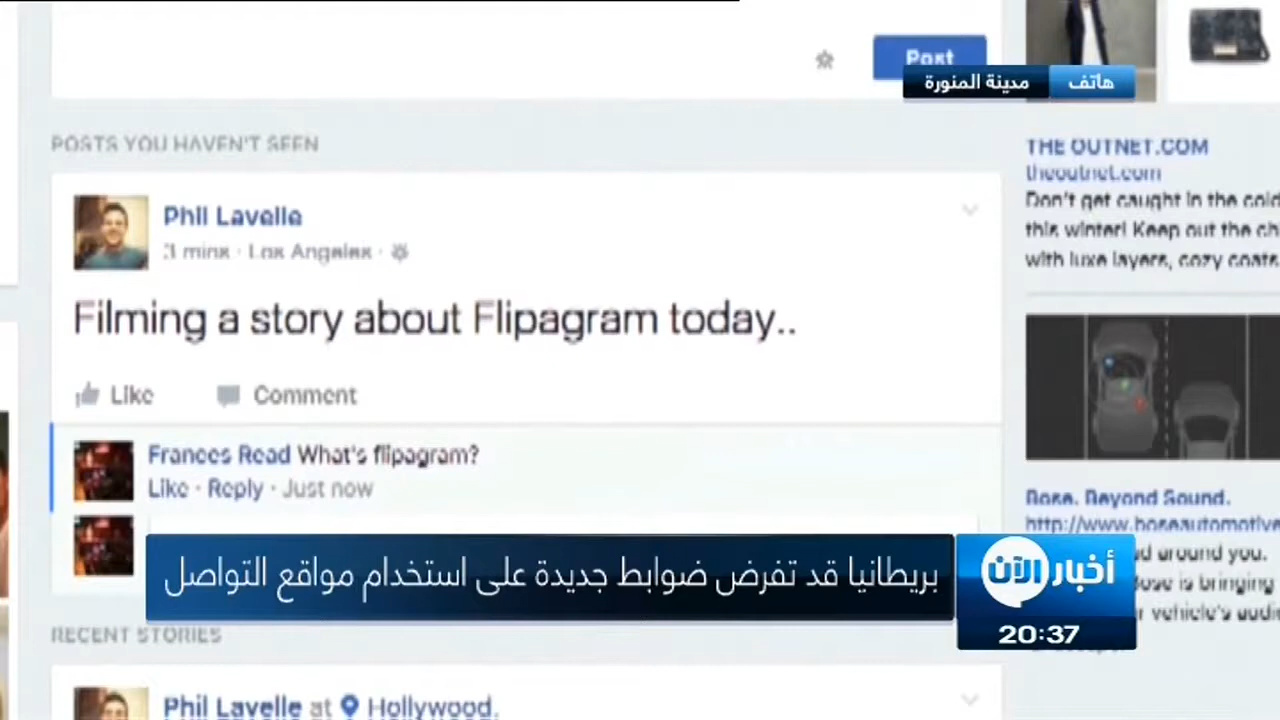 Post
هاتف
مدينة المنورة
POSTS YOU HAVEN'T SEEN
Phil Lavelle
3 mins · Los Angeles ·
Filming a story about Flipagram today..
Like
Comment
Frances Read What's flipagram?
Like · Reply · Just now
RECENT STORIES
Phil Lavelle at Hollywood.
THE OUTNET.COM
theoutnet.com
Don't get caught in the cold
this winter! Keep out the
with luxe layers, cozy coats
Bose. Beyond Sound.
http://www.boseautomotive
around you.
Bose is bringing
vehicle's
بريطانيا قد تفرض ضوابط جديدة على استخدام مواقع التواصل
أخبار الآن
20:37